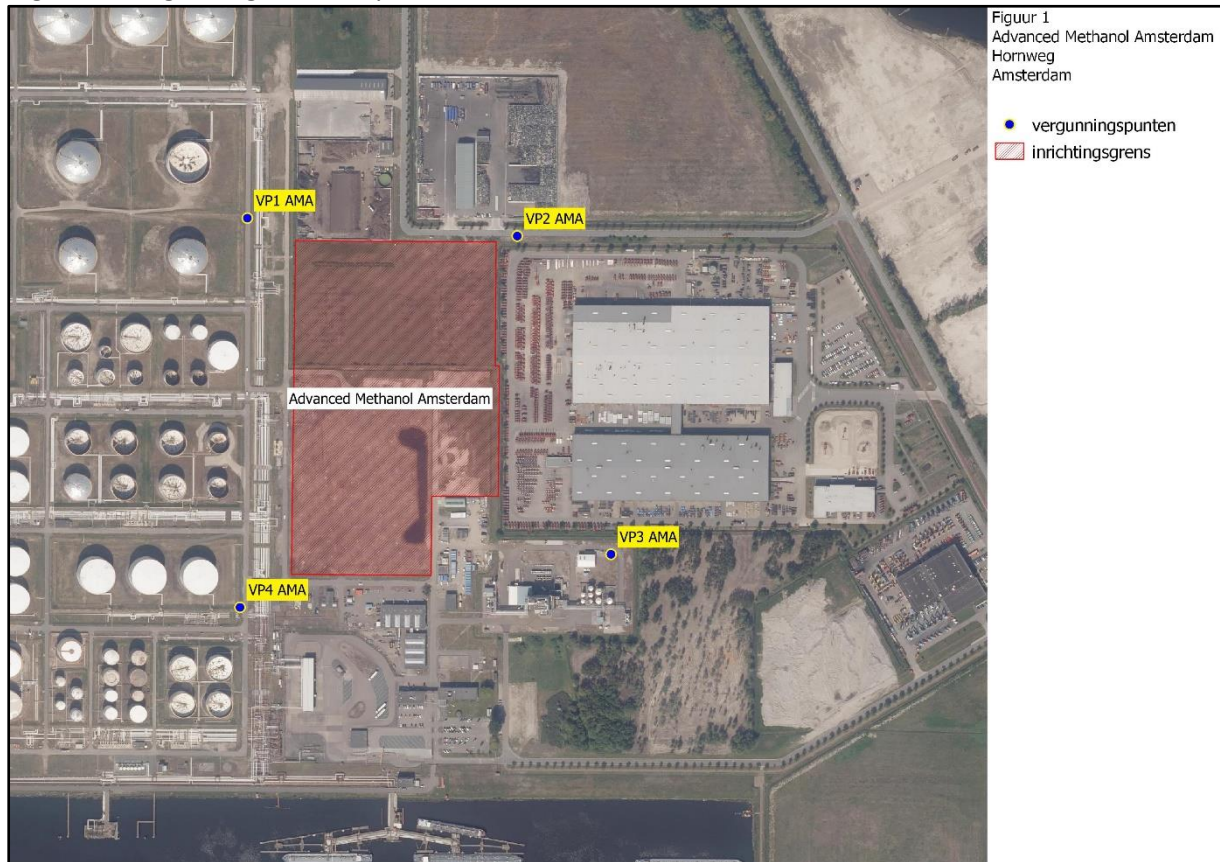 Figuur 1
Advanced Methanol Amsterdam
Hornweg
Amsterdam
vergunningspunten
inrichtingsgrens
VP1 AMA
VP2 AMA
Advanced Methanol Amsterdam
VP3 AMA
VP4 AMA